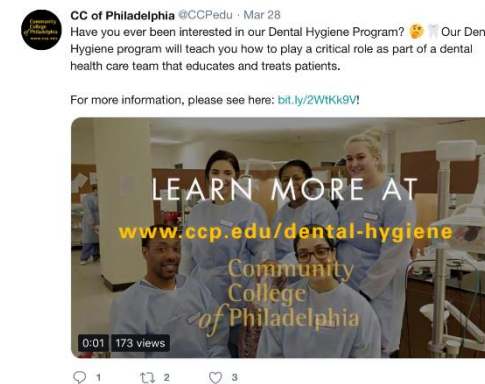 CC of Philadelphia @CCPedu · Mar 28
Have you ever been interested in our Dental Hygiene Program? 🤔 🦷 Our Den
Hygiene program will teach you how to play a critical role as part of a dental
health care team that educates and treats patients.
For more information, please see here: bit.ly/2WtKk9V!
Community
College
of Philadelphia
LEARN MORE AT
www.ccp.edu/dental-hygiene
Community
College
of Philadelphia
0:01 173 views
1 2 3